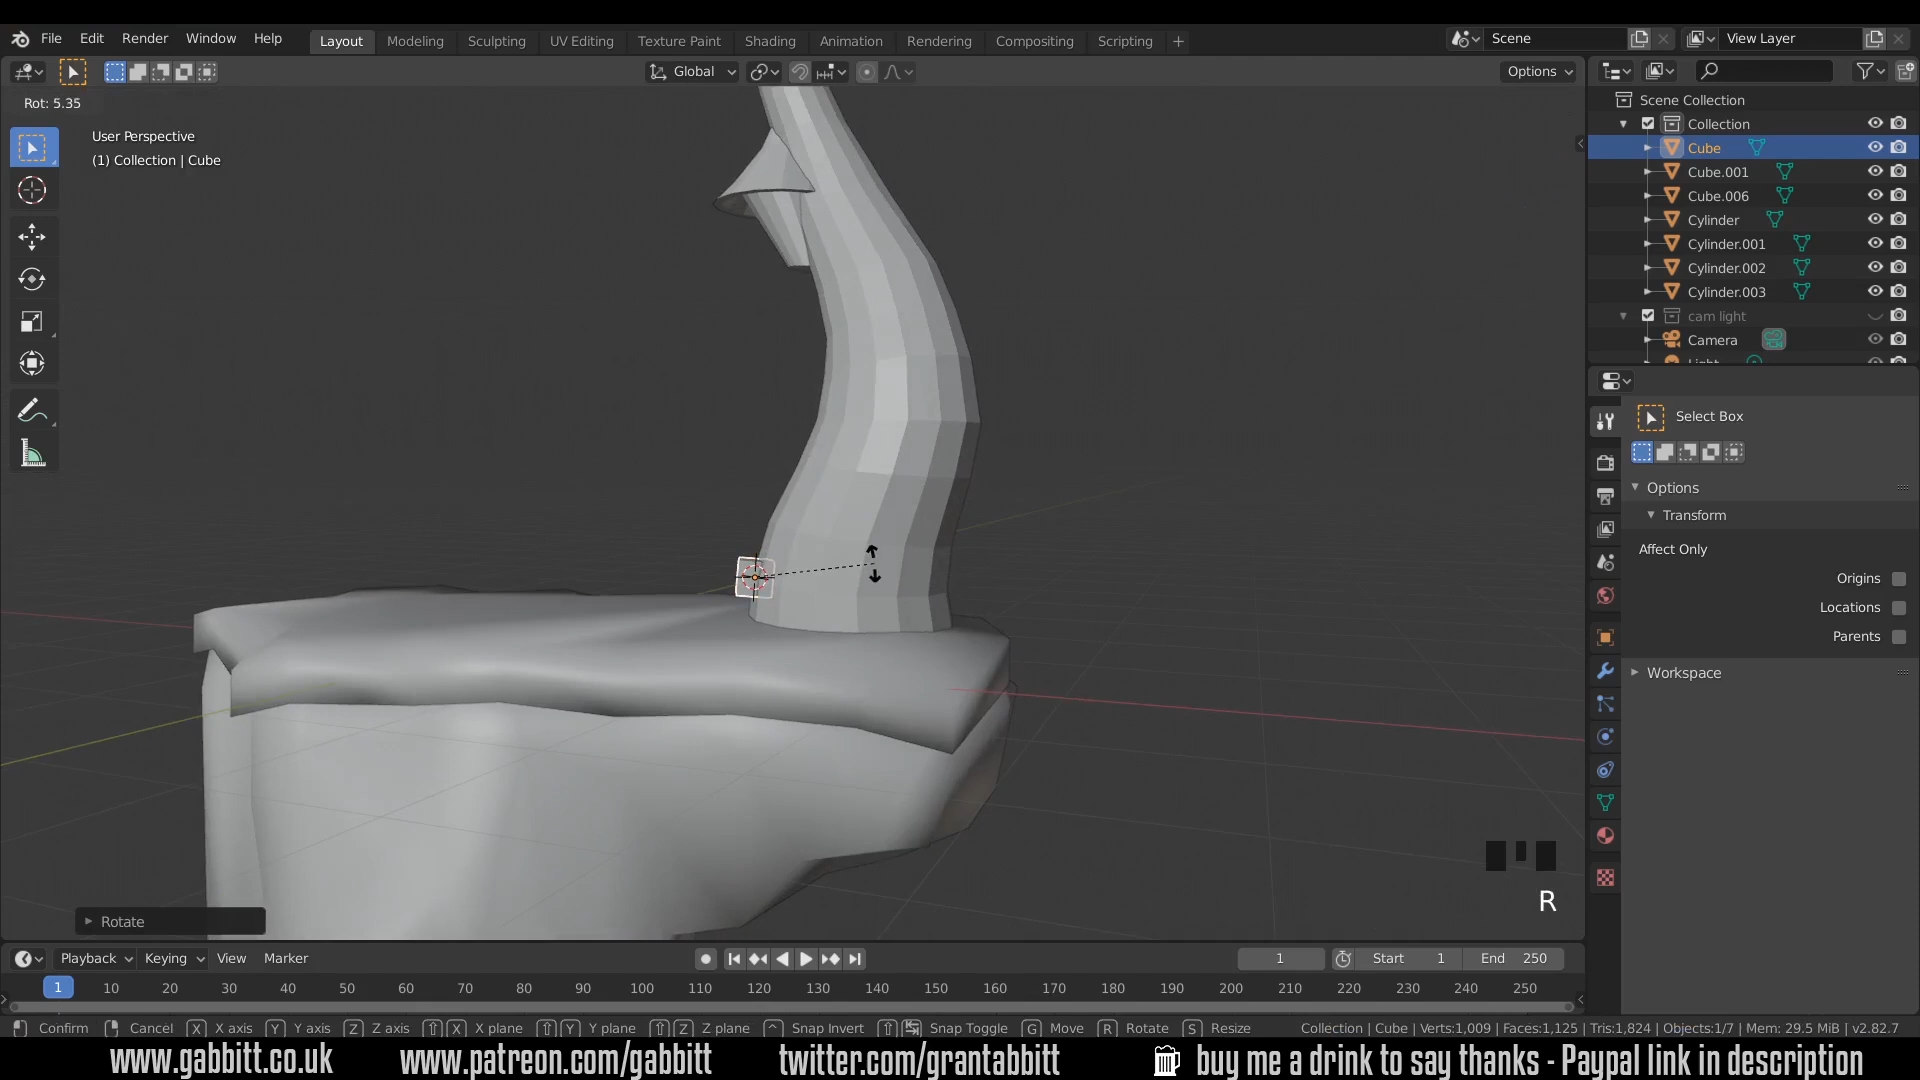 File Edit Render Window Help Layout Modeling Sculpting UV Editing Texture Paint Shading Animation Rendering Compositing Scripting + Scene View Layer
Global Options
Rot: 5.35
User Perspective
(1) Collection | Cube
Scene Collection
Collection
Cube
Cube.001
Cube.006
Cylinder
Cylinder.001
Cylinder.002
Cylinder.003
cam light
Camera
Light
Select Box
Options
Transform
Affect Only
Origins
Locations
Parents
Workspace
R
Rotate
Playback Keying View Marker 1 Start 1 End 250
1 10 20 30 40 50 60 70 80 90 100 110 120 130 140 150 160 170 180 190 200 210 220 230 240 250
Confirm Cancel X X axis Y Y axis Z Z axis X X plane Y Y plane Z Z plane ^ Snap Invert Snap Toggle G Move R Rotate S Resize Collection | Cube | Verts:1,009 | Faces:1,125 | Tris:1,824 | Objects:1/7 | Mem: 29.5 MiB | v2.82.7
www.gabbitt.co.uk www.patreon.com/gabbitt twitter.com/grantabbitt buy me a drink to say thanks - Paypal link in description